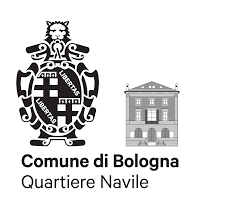 LIBERTAS
LIBERTAS
Comune di Bologna
Quartiere Navile